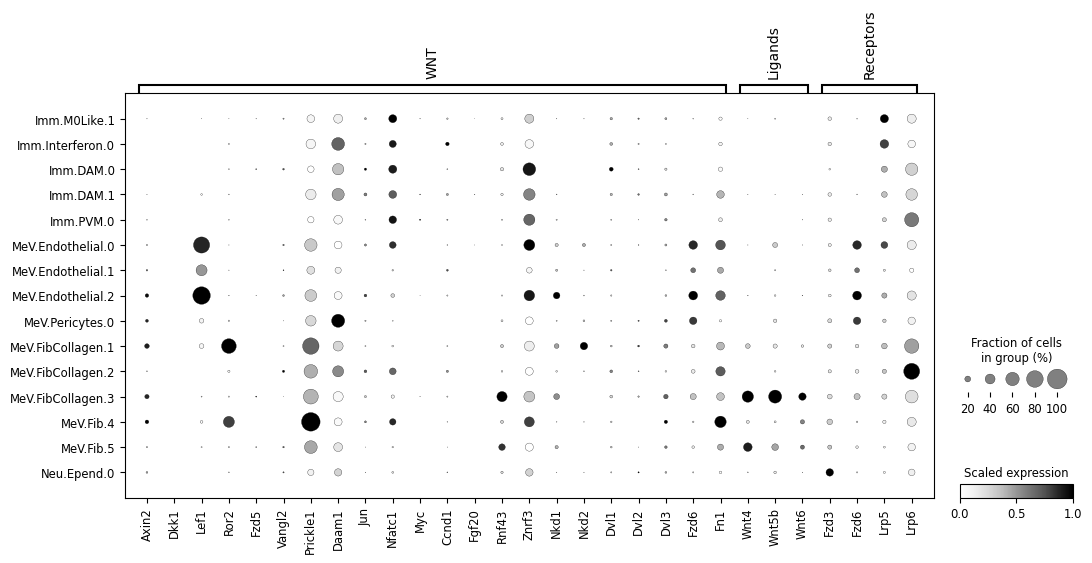 WNT
Ligands
Receptors
Imm.M0Like.1
Imm.Interferon.0
Imm.DAM.0
Imm.DAM.1
Imm.PVM.0
MeV.Endothelial.0
MeV.Endothelial.1
MeV.Endothelial.2
MeV.Pericytes.0
MeV.FibCollagen.1
MeV.FibCollagen.2
MeV.FibCollagen.3
MeV.Fib.4
MeV.Fib.5
Neu.Epend.0
Axin2
Dkk1
Lef1
Ror2
Fzd5
Vangl2
Prickle1
Daam1
Jun
Nfatc1
Myc
Ccnd1
Fgf20
Rnf43
Znrf3
Nkd1
Nkd2
Dvl1
Dvl2
Dvl3
Fzd6
Fn1
Wnt4
Wnt5b
Wnt6
Fzd3
Fzd6
Lrp5
Lrp6
Fraction of cells
in group (%)
20 40 60 80 100
Scaled expression
0.0 0.5 1.0